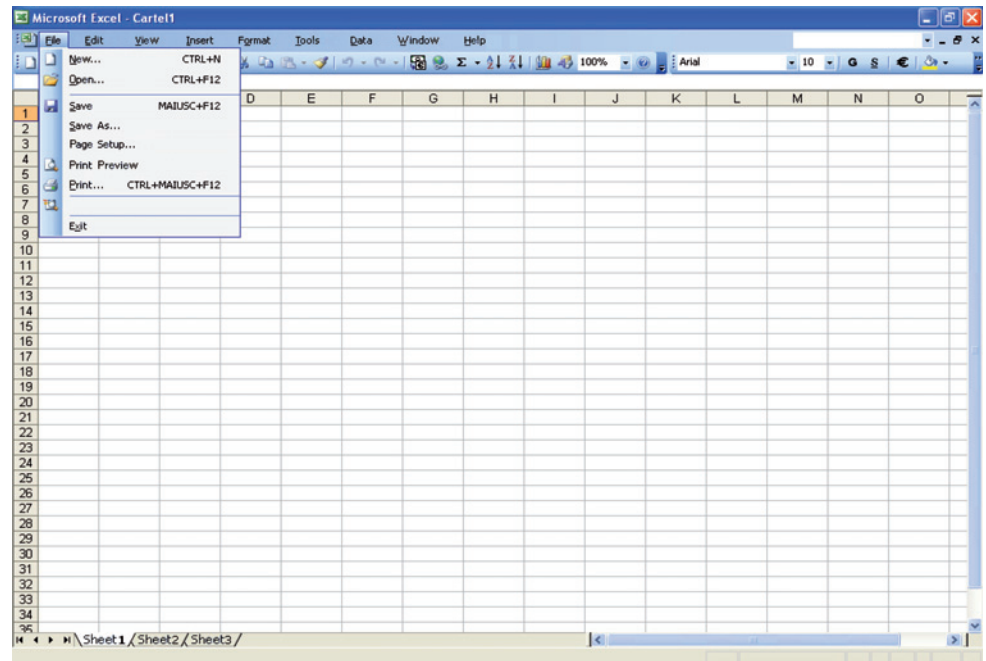 Microsoft Excel - Cartel1
File Edit View Insert Format Tools Data Window Help
100% Arial 10 G S €
New... CTRL+N
Open... CTRL+F12
Save MAIUSC+F12
Save As...
Page Setup...
Print Preview
Print... CTRL+MAIUSC+F12
Exit
D E F G H I J K L M N O
1
2
3
4
5
6
7
8
9
10
11
12
13
14
15
16
17
18
19
20
21
22
23
24
25
26
27
28
29
30
31
32
33
34
35
Sheet1 Sheet2 Sheet3